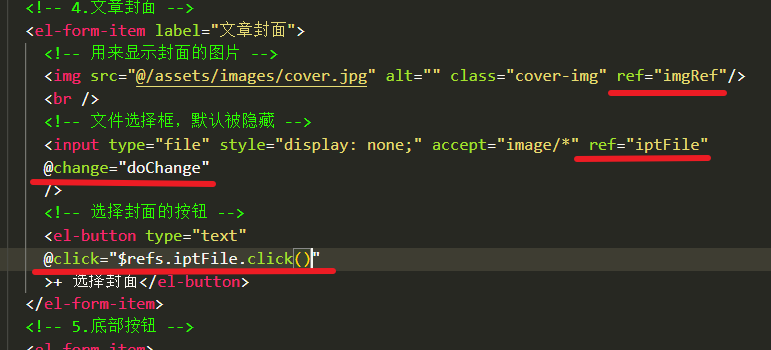 <!-- 4.文章封面 -->
<el-form-item label="文章封面">
<!-- 用来显示封面的图片 -->
<img src="@/assets/images/cover.jpg" alt="" class="cover-img" ref="imgRef"/>
<br />
<!-- 文件选择框，默认被隐藏 -->
<input type="file" style="display: none;" accept="image/*" ref="iptFile"
@change="doChange"
/>
<!-- 选择封面的按钮 -->
<el-button type="text"
@click="$refs.iptFile.click()"
>+ 选择封面</el-button>
</el-form-item>
<!-- 5.底部按钮 -->
<el-form-item>